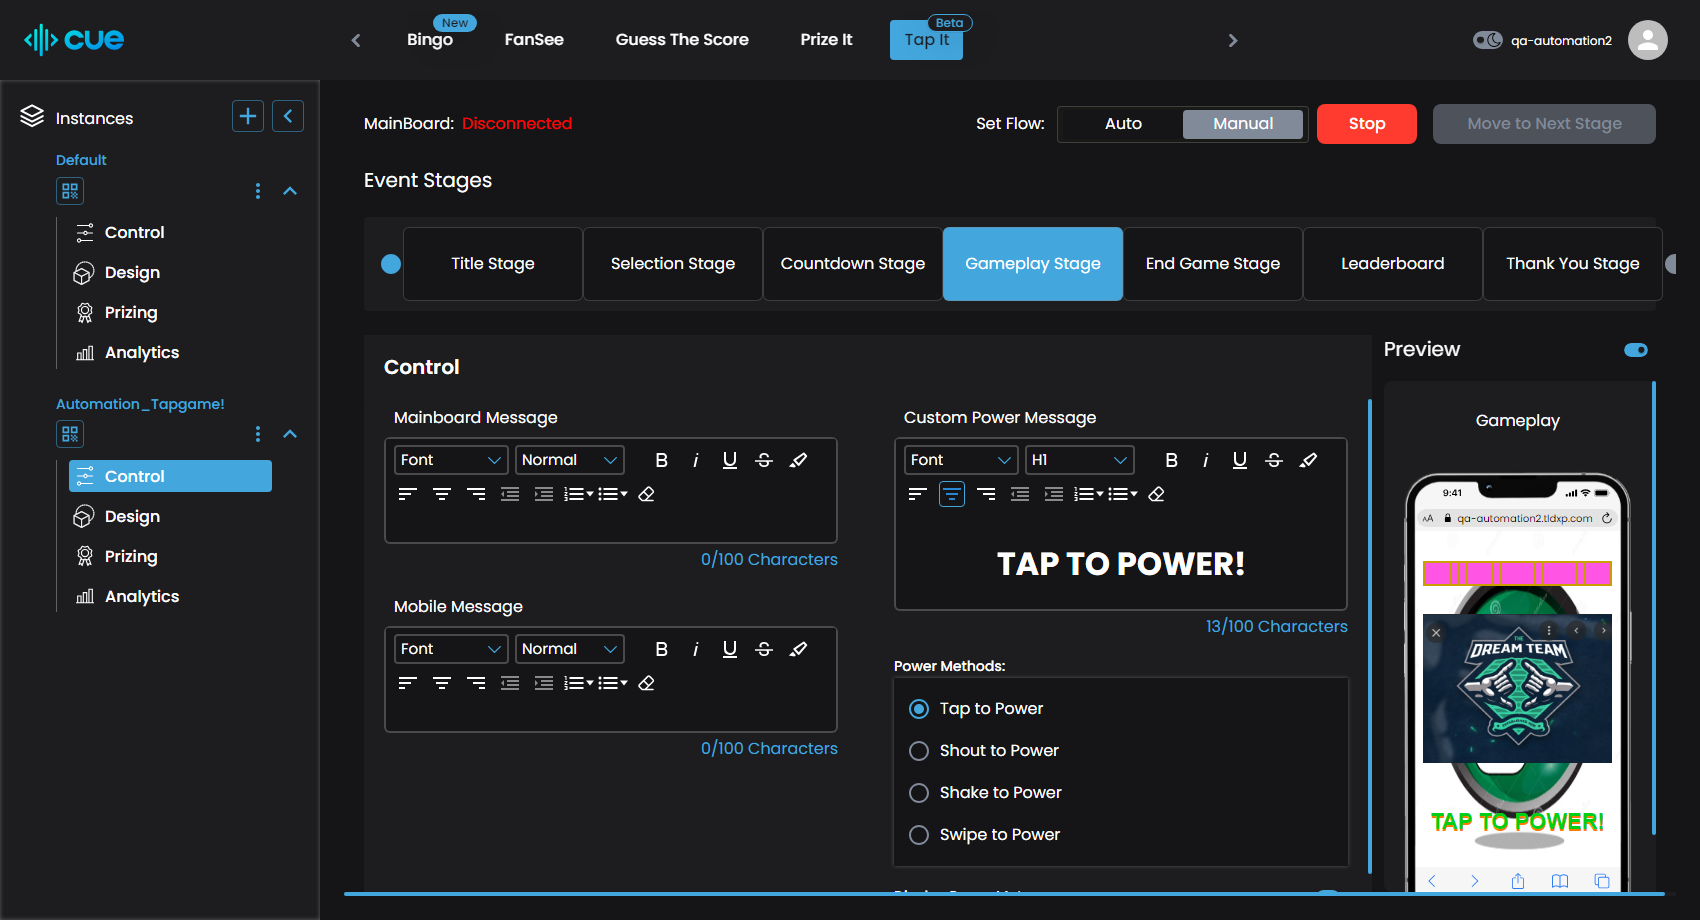 cue
New
Bingo
FanSee
Guess The Score
Prize It
Beta
Tap It
qa-automation2
Instances
Default
Control
Design
Prizing
Analytics
Automation_Tapgame!
Control
Design
Prizing
Analytics
MainBoard: Disconnected
Set Flow:
Auto
Manual
Stop
Move to Next Stage
Event Stages
Title Stage
Selection Stage
Countdown Stage
Gameplay Stage
End Game Stage
Leaderboard
Thank You Stage
Control
Mainboard Message
Font
Normal
B i U S
0/100 Characters
Mobile Message
Font
Normal
B i U S
0/100 Characters
Custom Power Message
Font
H1
B i U S
TAP TO POWER!
13/100 Characters
Power Methods:
Tap to Power
Shout to Power
Shake to Power
Swipe to Power
Preview
Gameplay
9:41
AA qa-automation2.tldxp.com
THE
DREAM TEAM
TAP TO POWER!